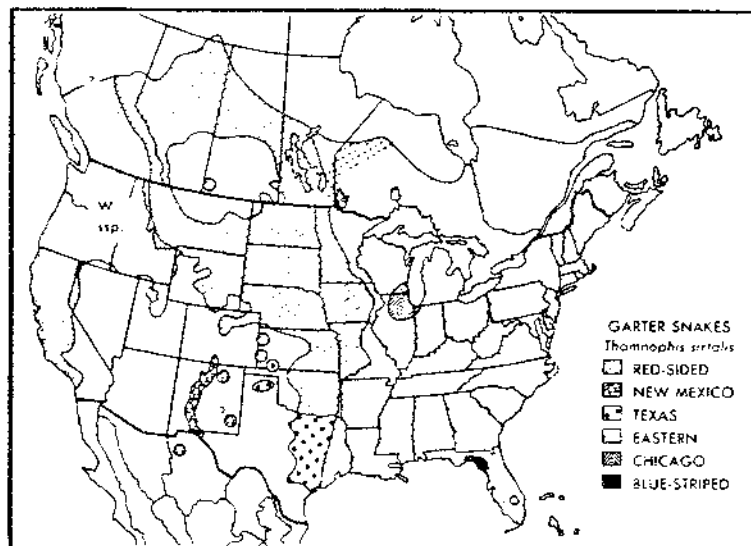 W
ssp.
GARTER SNAKES
Thamnophis sirtalis
RED-SIDED
NEW MEXICO
TEXAS
EASTERN
CHICAGO
BLUE-STRIPED